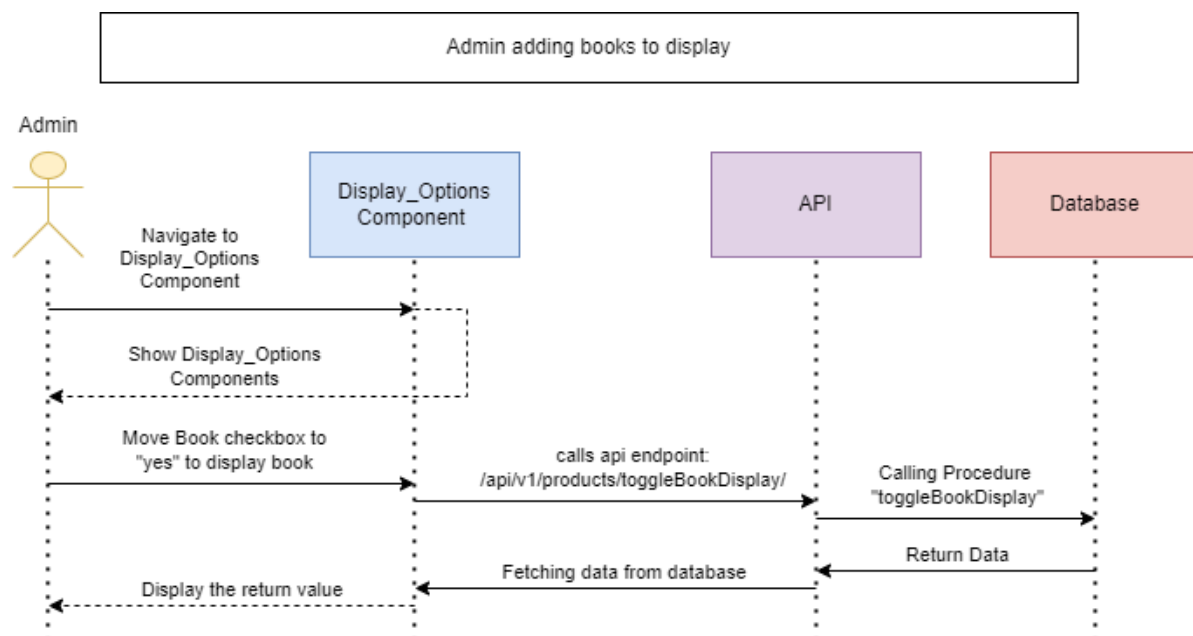 Admin adding books to display
Admin
Display_Options
Component
API
Database
Navigate to
Display_Options
Component
Show Display_Options
Components
Move Book checkbox to
"yes" to display book
calls api endpoint:
/api/v1/products/toggleBookDisplay/
Calling Procedure
"toggleBookDisplay"
Return Data
Fetching data from database
Display the return value